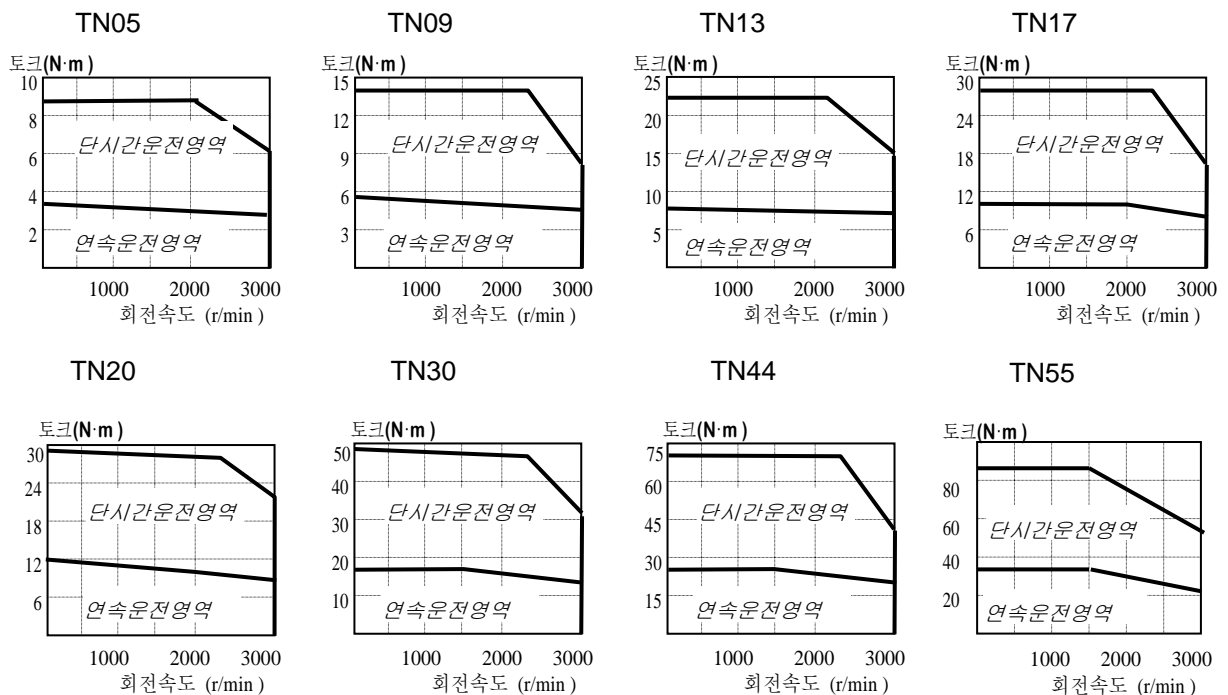 TN05
토크(N·m )
10
8
6
4
2
단시간운전영역
연속운전영역
1000 2000 3000
회전속도 (r/min )
TN09
토크(N·m )
15
12
9
6
3
단시간운전영역
연속운전영역
1000 2000 3000
회전속도 (r/min )
TN13
토크(N·m )
25
20
15
10
5
단시간운전영역
연속운전영역
1000 2000 3000
회전속도 (r/min )
TN17
토크(N·m )
30
24
18
12
6
단시간운전영역
연속운전영역
1000 2000 3000
회전속도 (r/min )
TN20
토크(N·m )
30
24
18
12
6
단시간운전영역
연속운전영역
1000 2000 3000
회전속도 (r/min )
TN30
토크(N·m )
50
40
30
20
10
단시간운전영역
연속운전영역
1000 2000 3000
회전속도 (r/min )
TN44
토크(N·m )
75
60
45
30
15
단시간운전영역
연속운전영역
1000 2000 3000
회전속도 (r/min )
TN55
토크(N·m )
80
60
40
20
단시간운전영역
연속운전영역
1000 2000 3000
회전속도 (r/min )